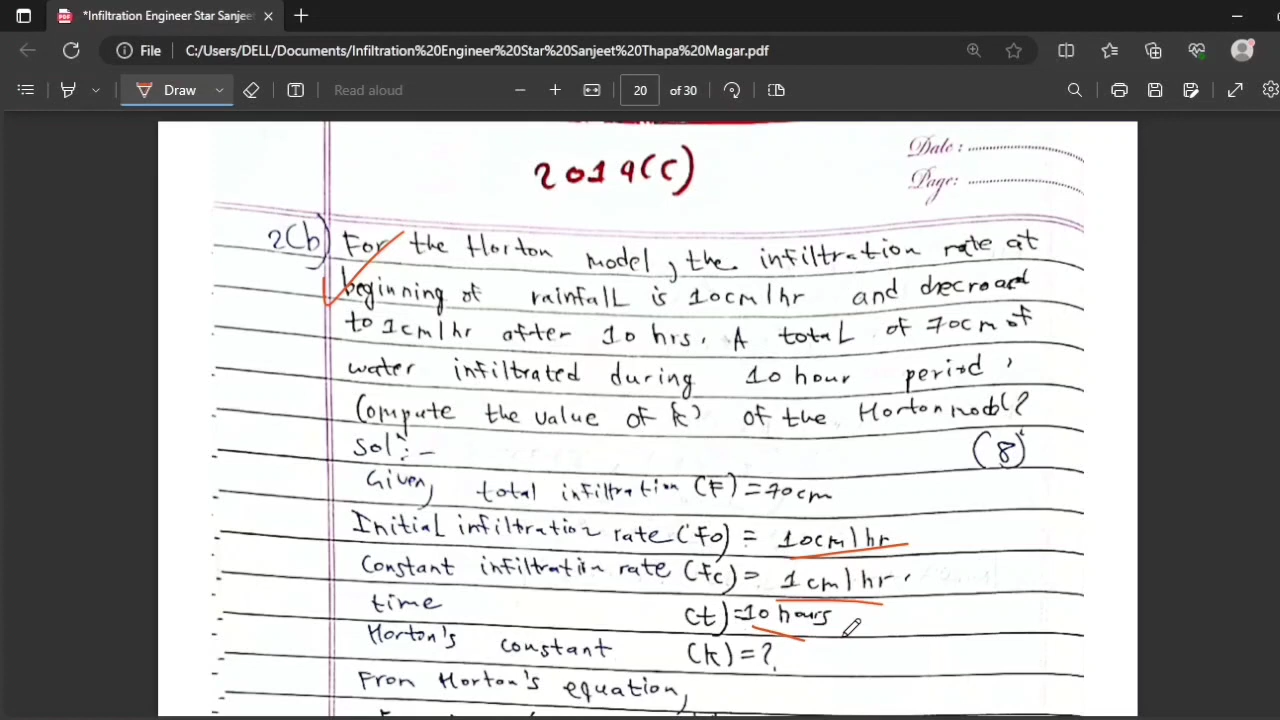 *Infiltration Engineer Star Sanjee
File
C:/Users/DELL/Documents/Infiltration%20Engineer%20Star%20Sanjeet%20Thapa%20Magar.pdf
Draw
Read aloud
20
of 30
Date :
Page:
2019(C)
2(b) For the Horton model, the infiltration rate at
beginning of rainfall is 10cm/hr and decread
to 1cm/hr after 10 hrs. A total of 70cm of
water infiltrated during 10 hour period,
Compute the value of 'k' of the Horton modl?
(8)
Sol:-
Given, total infiltration (F) = 70cm
Initial infiltration rate (fo) = 10cm/hr
Constant infiltration rate (fc) = 1cm/hr.
time (t) = 10 hours
Horton's constant (k) = ?
From Horton's equation,